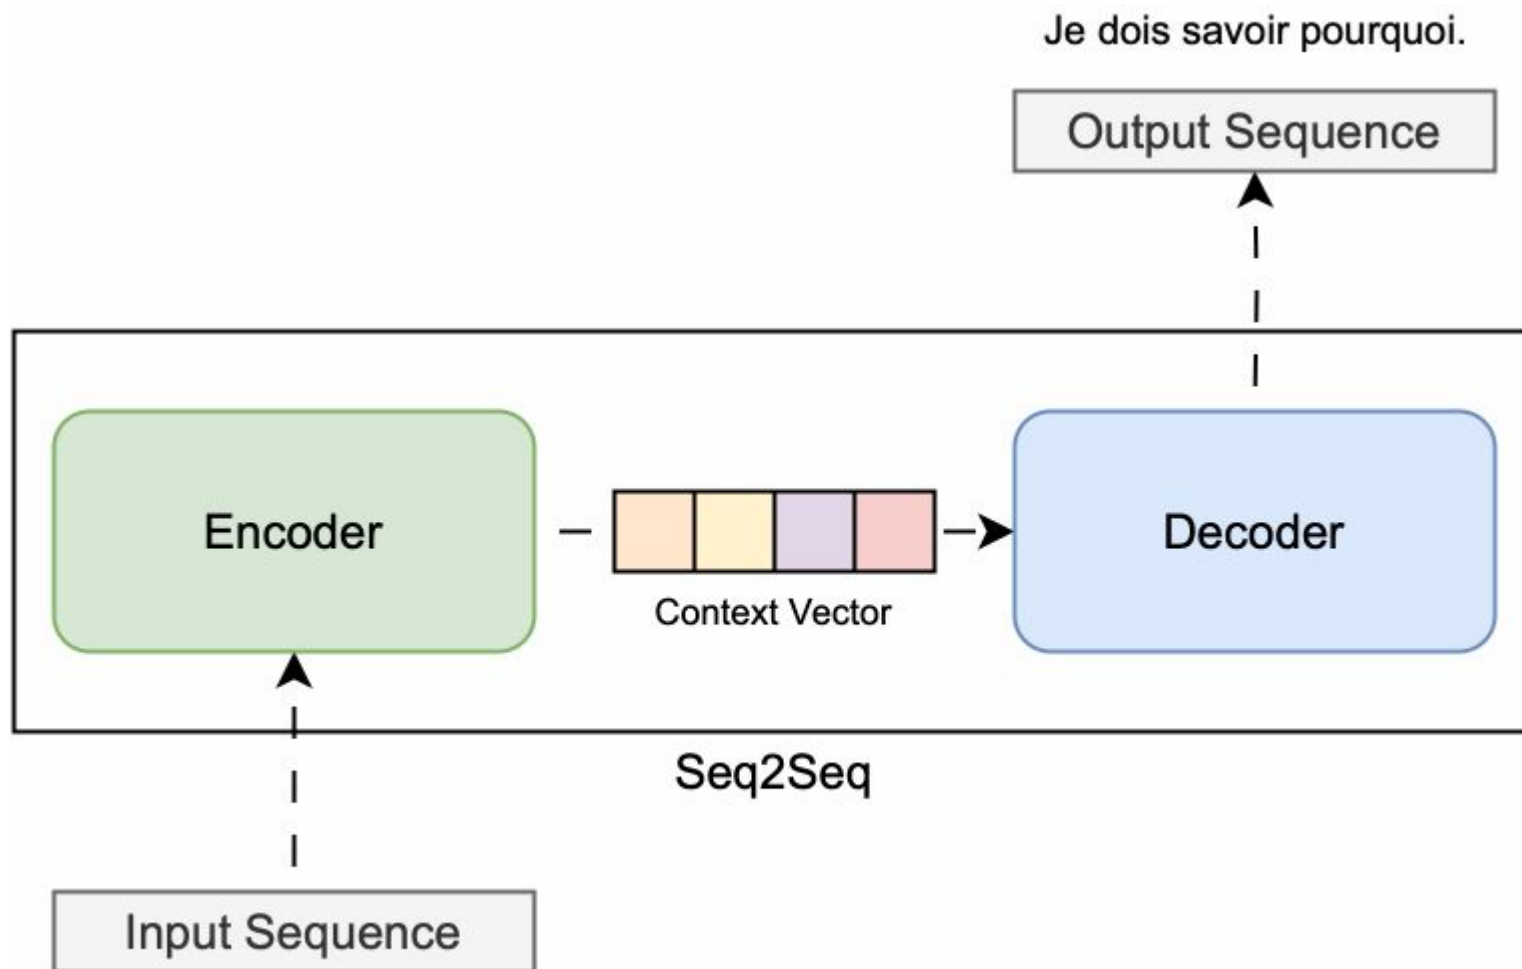 Je dois savoir pourquoi.
Output Sequence
Encoder
Decoder
Context Vector
Seq2Seq
Input Sequence